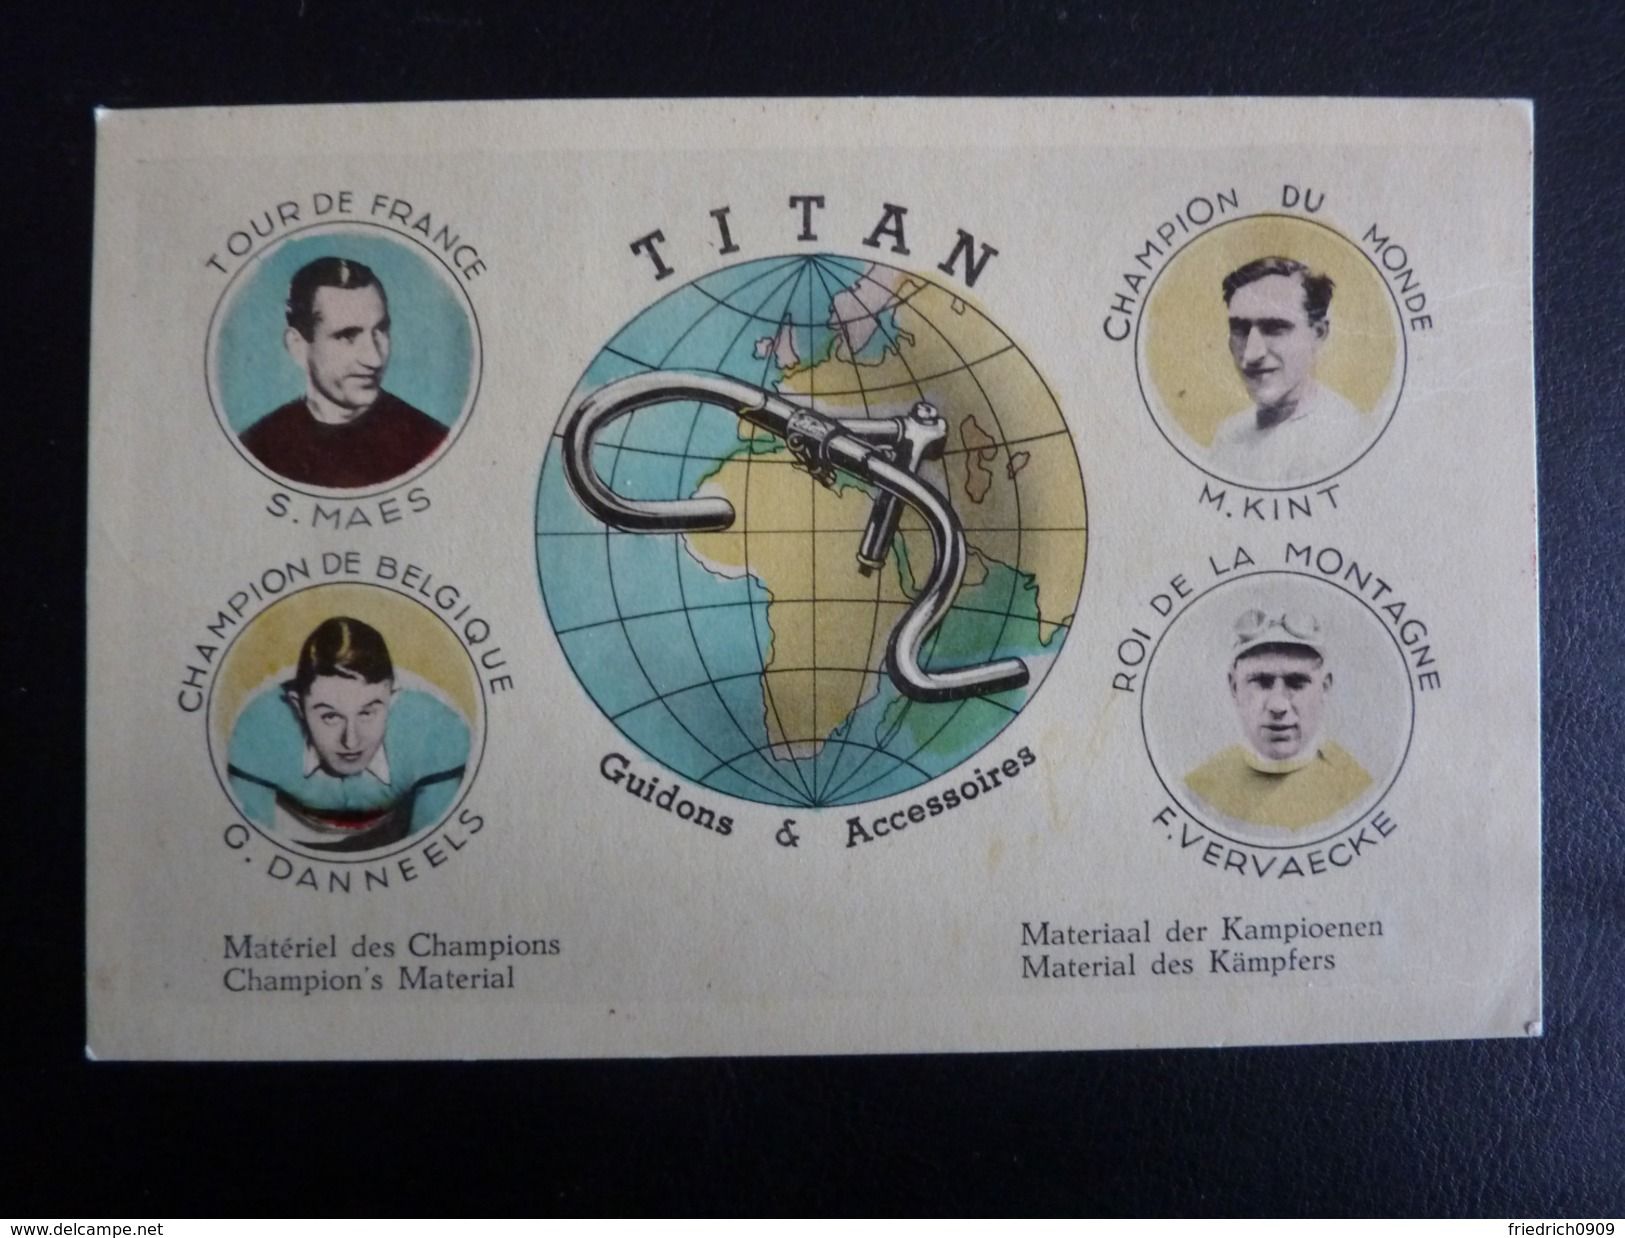 TITAN
TOUR DE FRANCE
S. MAES
CHAMPION DU MONDE
M. KINT
CHAMPION DE BELGIQUE
G. DANNEELS
ROI DE LA MONTAGNE
F. VERVAECKE
Guidons & Accessoires
Matériel des Champions
Champion's Material
Materiaal der Kampioenen
Material des Kämpfers
www.delcampe.net
friedrich0909